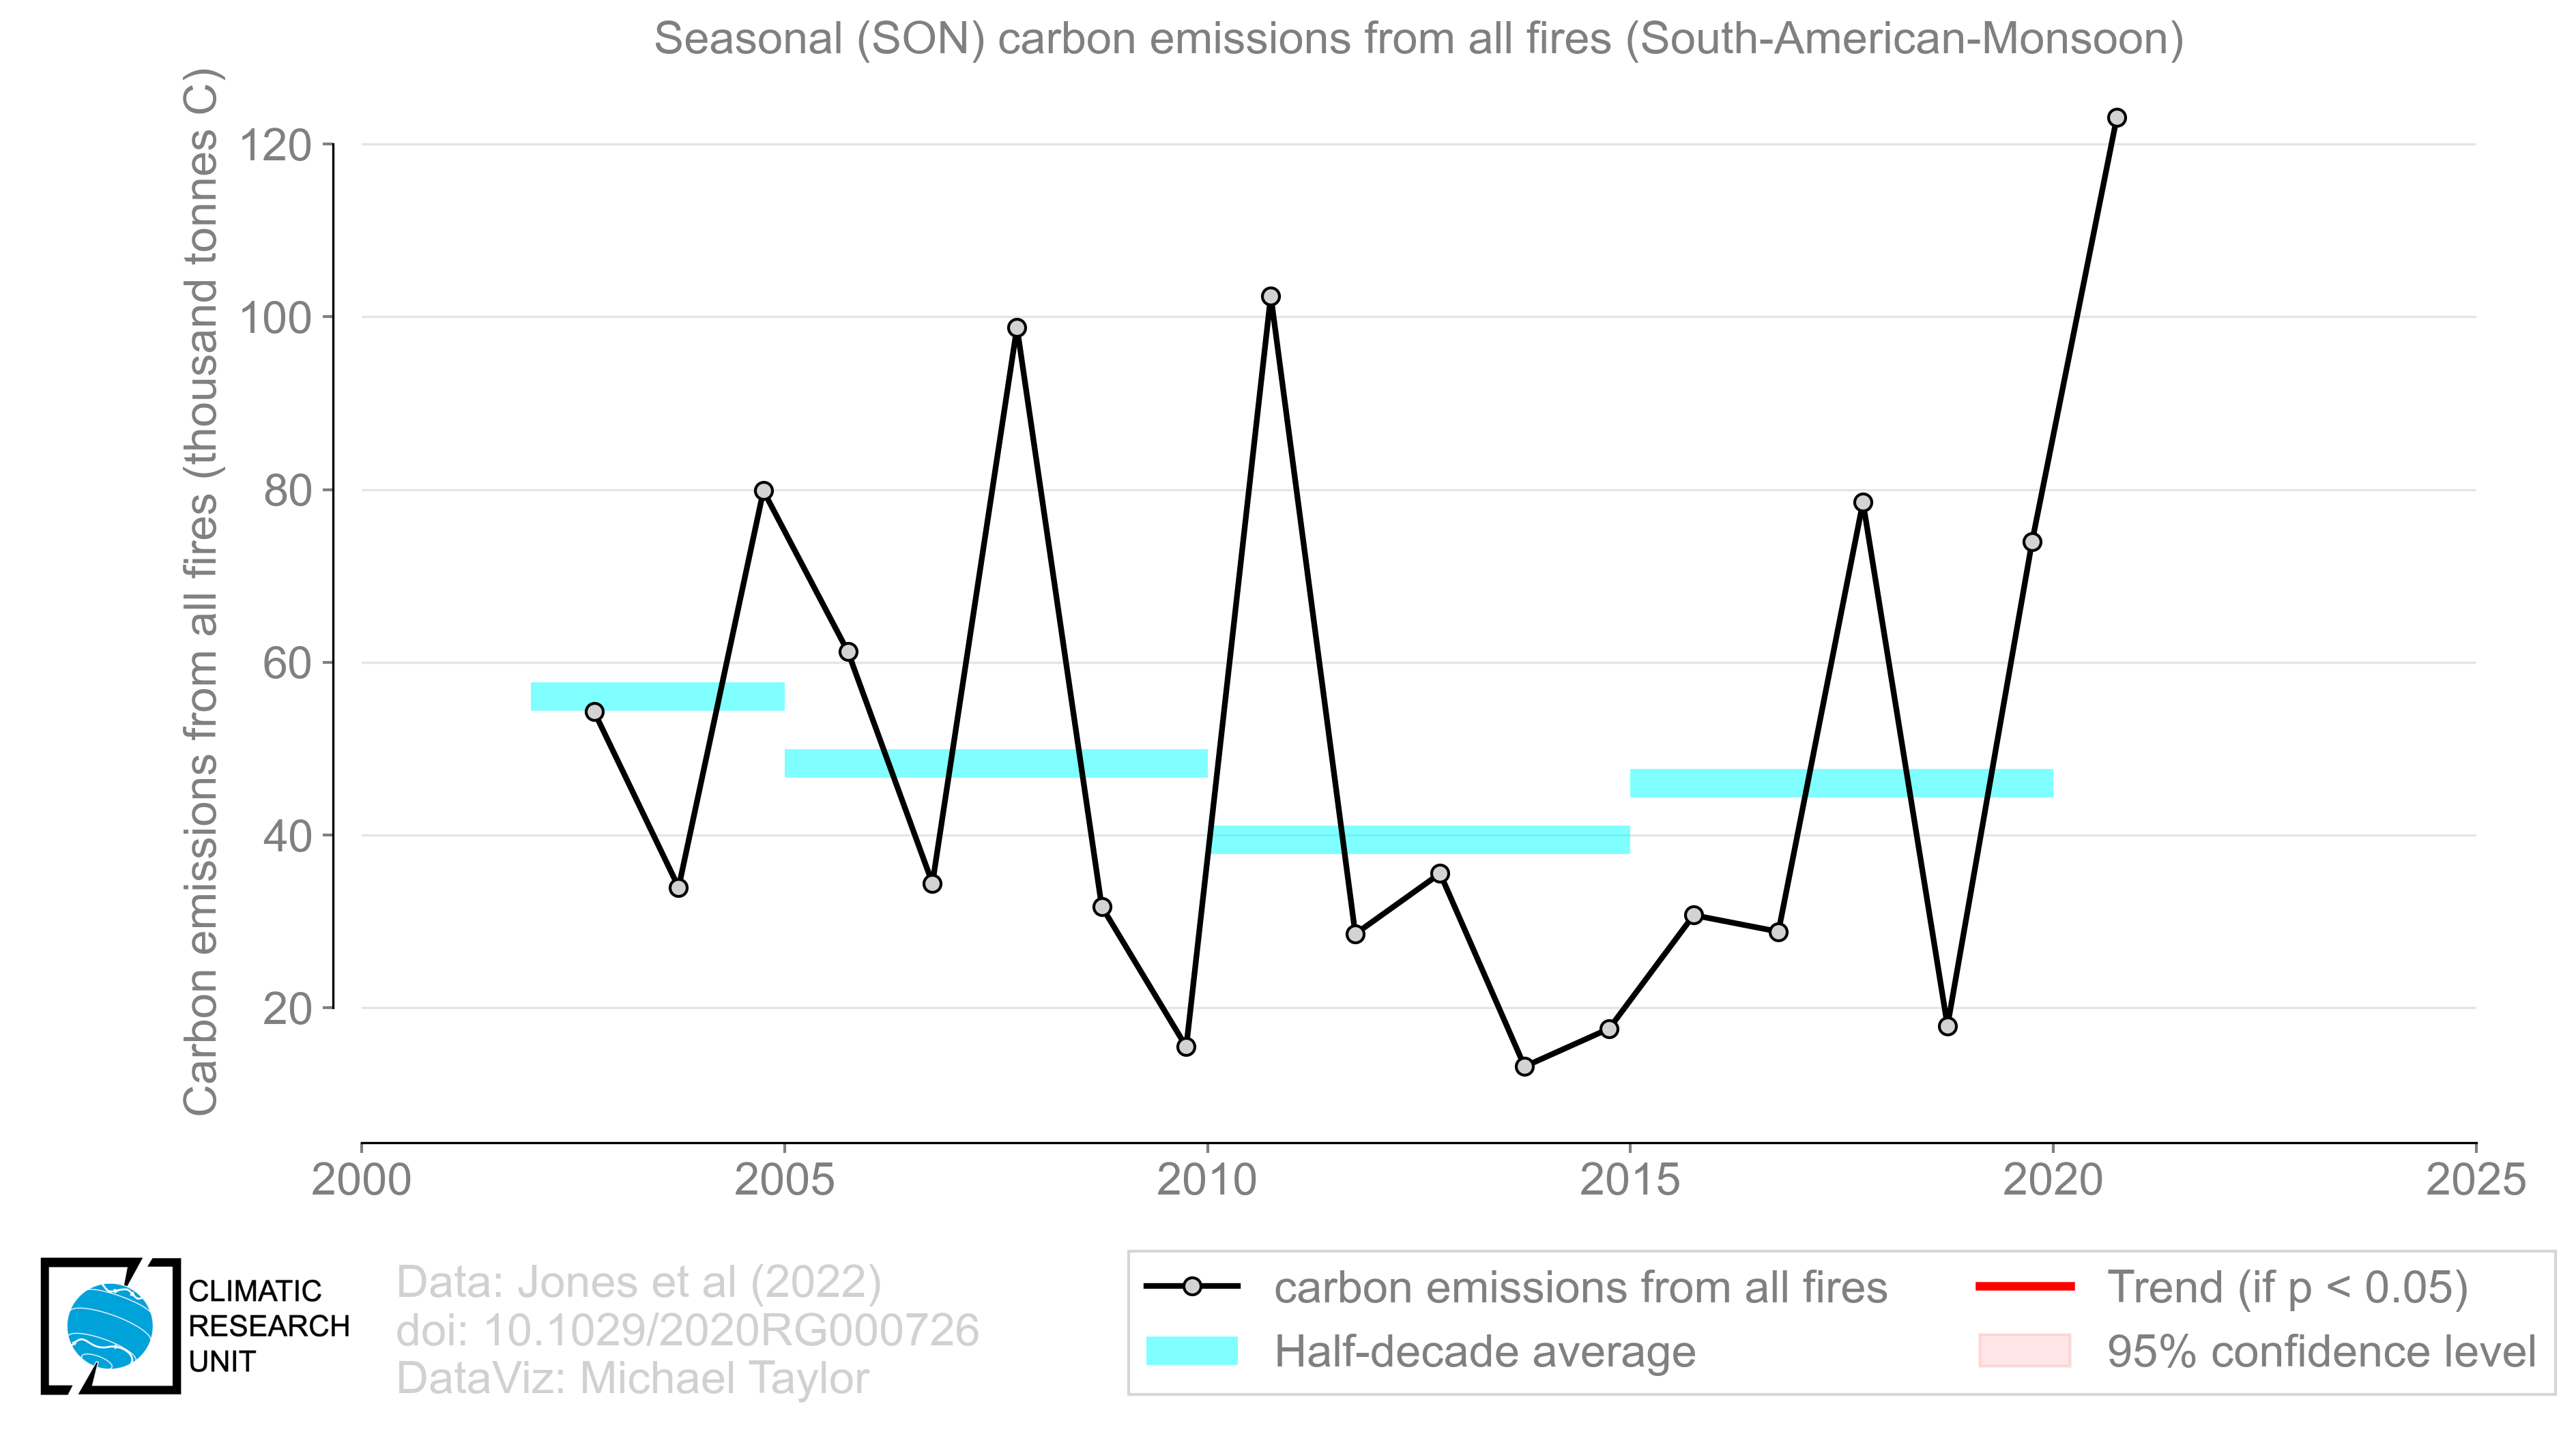 Seasonal (SON) carbon emissions from all fires (South-American-Monsoon)
Carbon emissions from all fires (thousand tonnes C)
120
100
80
60
40
20
2000 2005 2010 2015 2020 2025
CLIMATIC
RESEARCH
UNIT
Data: Jones et al (2022)
doi: 10.1029/2020RG000726
DataViz: Michael Taylor
carbon emissions from all fires
Half-decade average
Trend (if p < 0.05)
95% confidence level